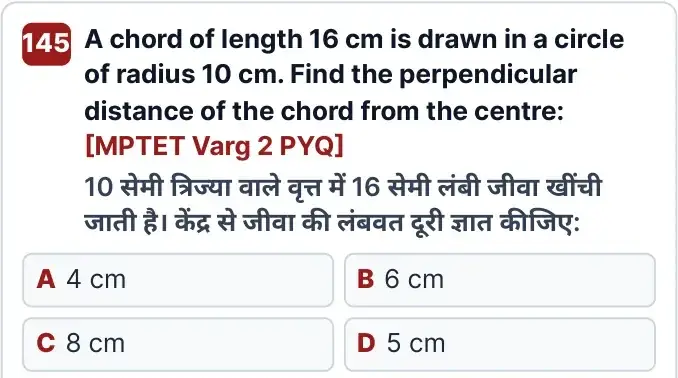 145 A chord of length 16 cm is drawn in a circle
of radius 10 cm. Find the perpendicular
distance of the chord from the centre:
[MPTET Varg 2 PYQ]
10 सेमी त्रिज्या वाले वृत्त में 16 सेमी लंबी जीवा खींची
जाती है। केंद्र से जीवा की लंबवत दूरी ज्ञात कीजिए:
A 4 cm
B 6 cm
C 8 cm
D 5 cm